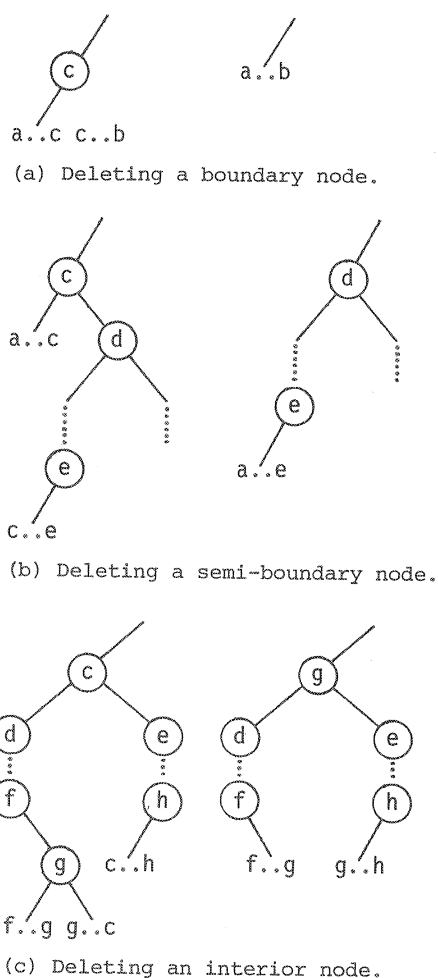 c
a..b
a..c c..b
(a) Deleting a boundary node.
c
d
a..c
d
e
e
a..e
c..e
(b) Deleting a semi-boundary node.
c
g
d
e
d
e
f
h
f
h
g
c..h
f..g
g..h
f..g g..c
(c) Deleting an interior node.